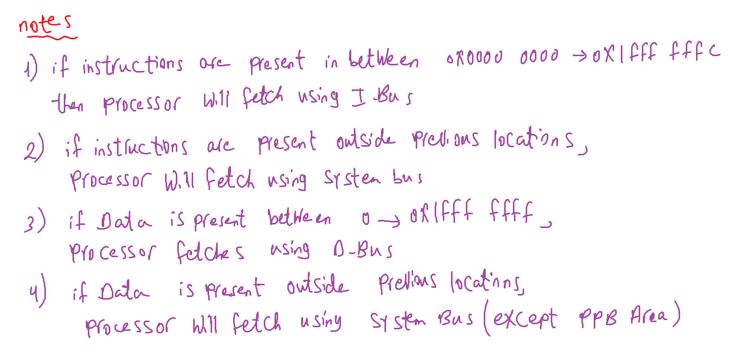 notes
1) if instructions are present in between 0x0000 0000 → 0x1fff fffc
then processor will fetch using I-Bus
2) if instructions are present outside previous locations,
processor will fetch using system bus
3) if Data is present between 0 → 0x1fff ffff,
processor fetches using D-Bus
4) if Data is present outside previous locations,
processor will fetch using system Bus (except PPB Area)